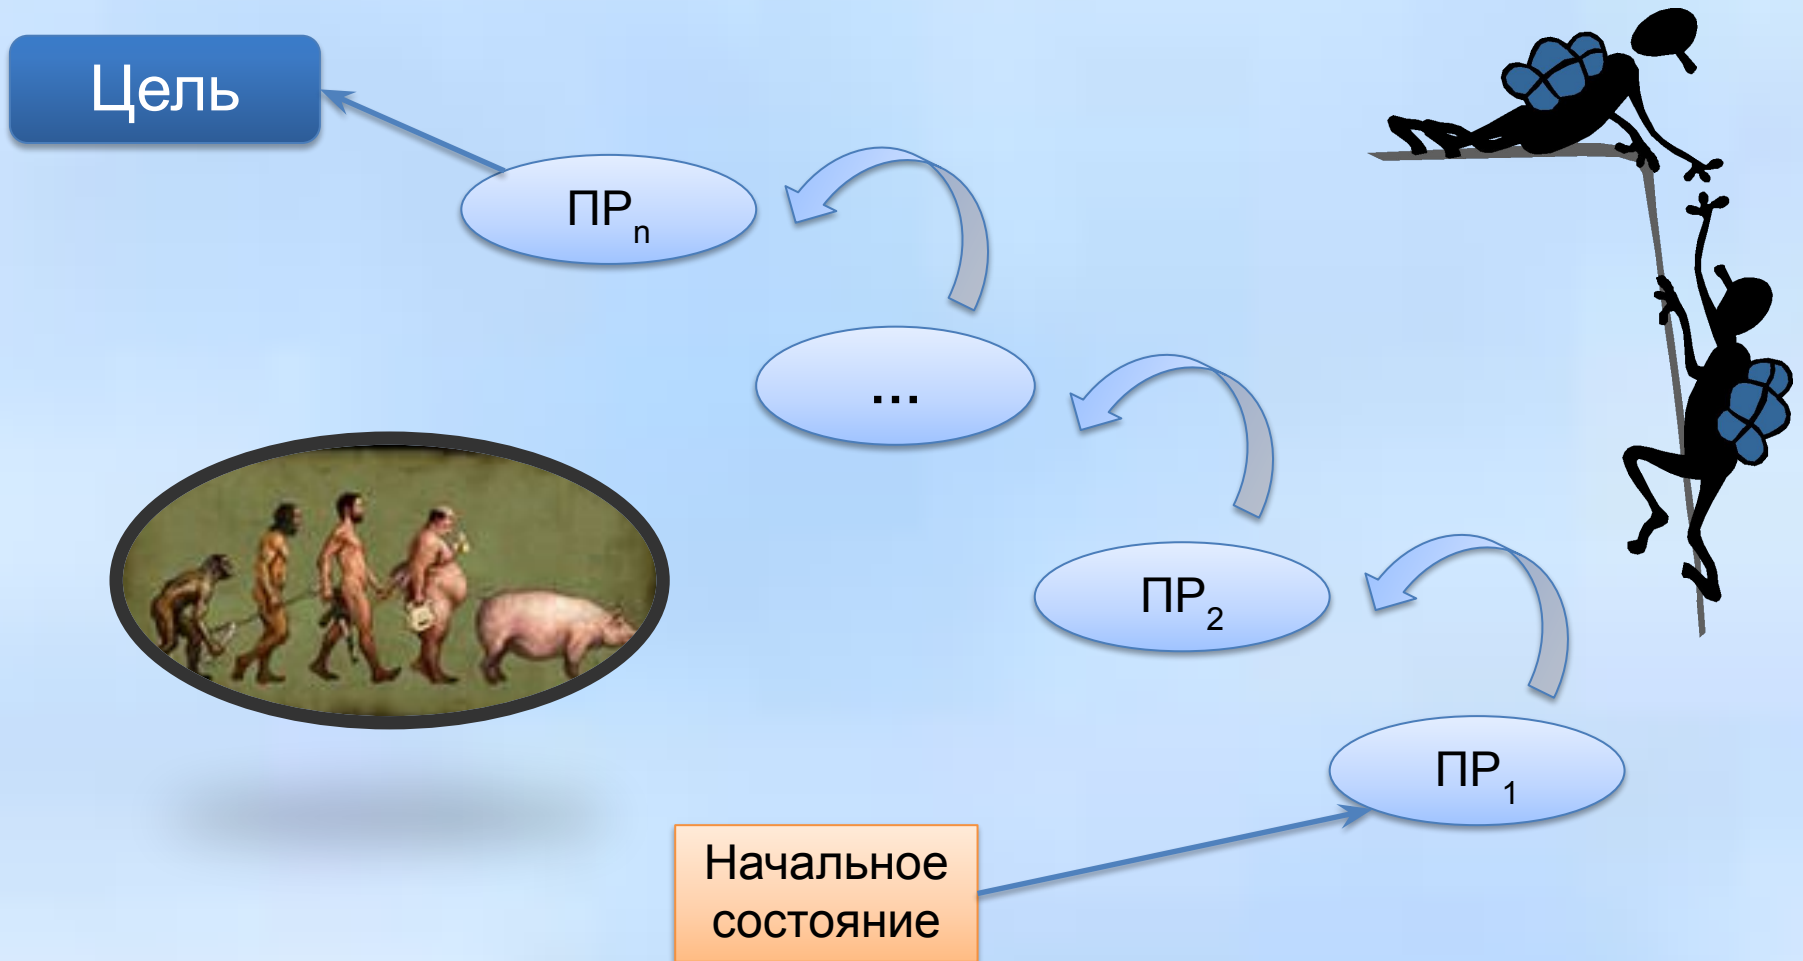 Цель
ПРn
...
ПР2
ПР1
Начальное
состояние